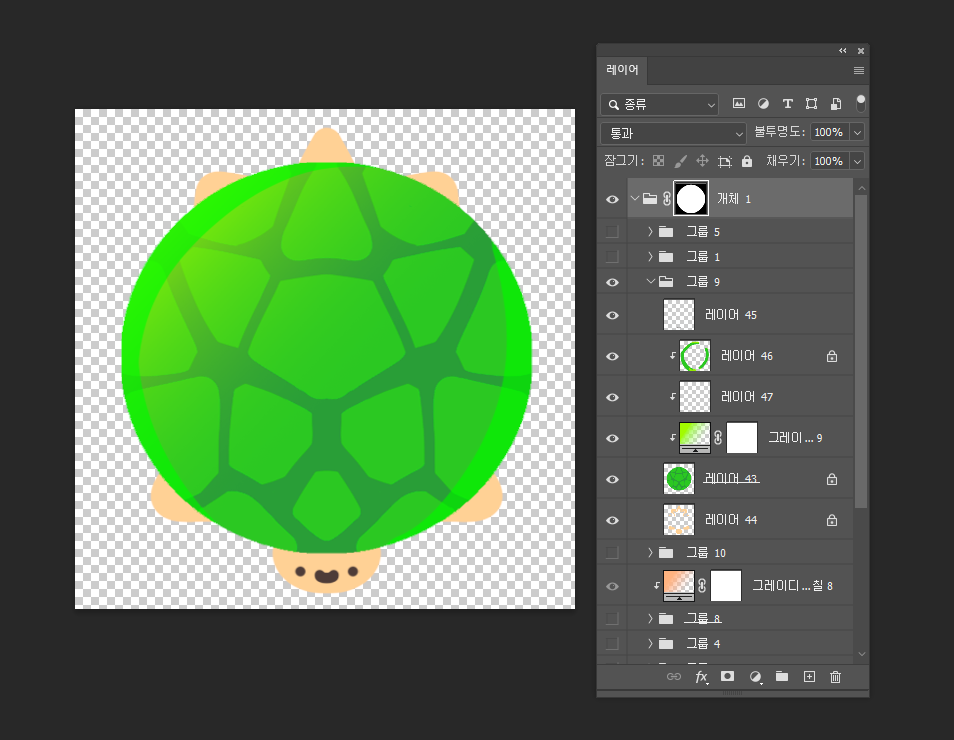 레이어
종류
통과 불투명도: 100%
잠그기: 채우기: 100%
개체 1
그룹 5
그룹 1
그룹 9
레이어 45
레이어 46
레이어 47
그레이... 9
레이어 43
레이어 44
그룹 10
그레이디 ...칠 8
그룹 8
그룹 4